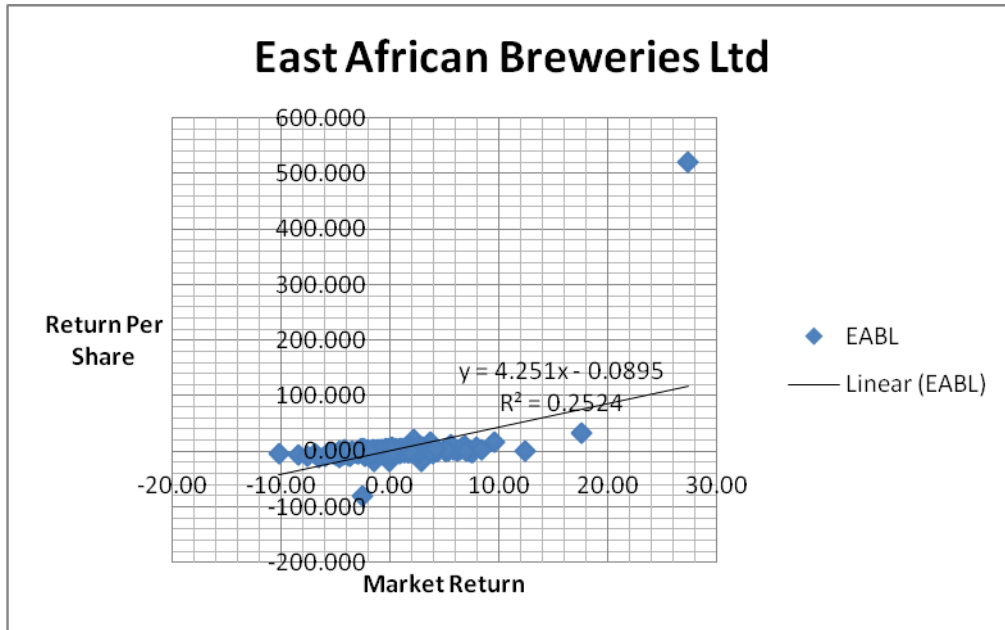 East African Breweries Ltd
600.000
500.000
400.000
300.000
200.000
100.000
0.000
-100.000
-200.000
-20.00 -10.00 0.00 10.00 20.00 30.00
Return Per
Share
Market Return
y = 4.251x - 0.0895
R² = 0.2524
EABL
Linear (EABL)